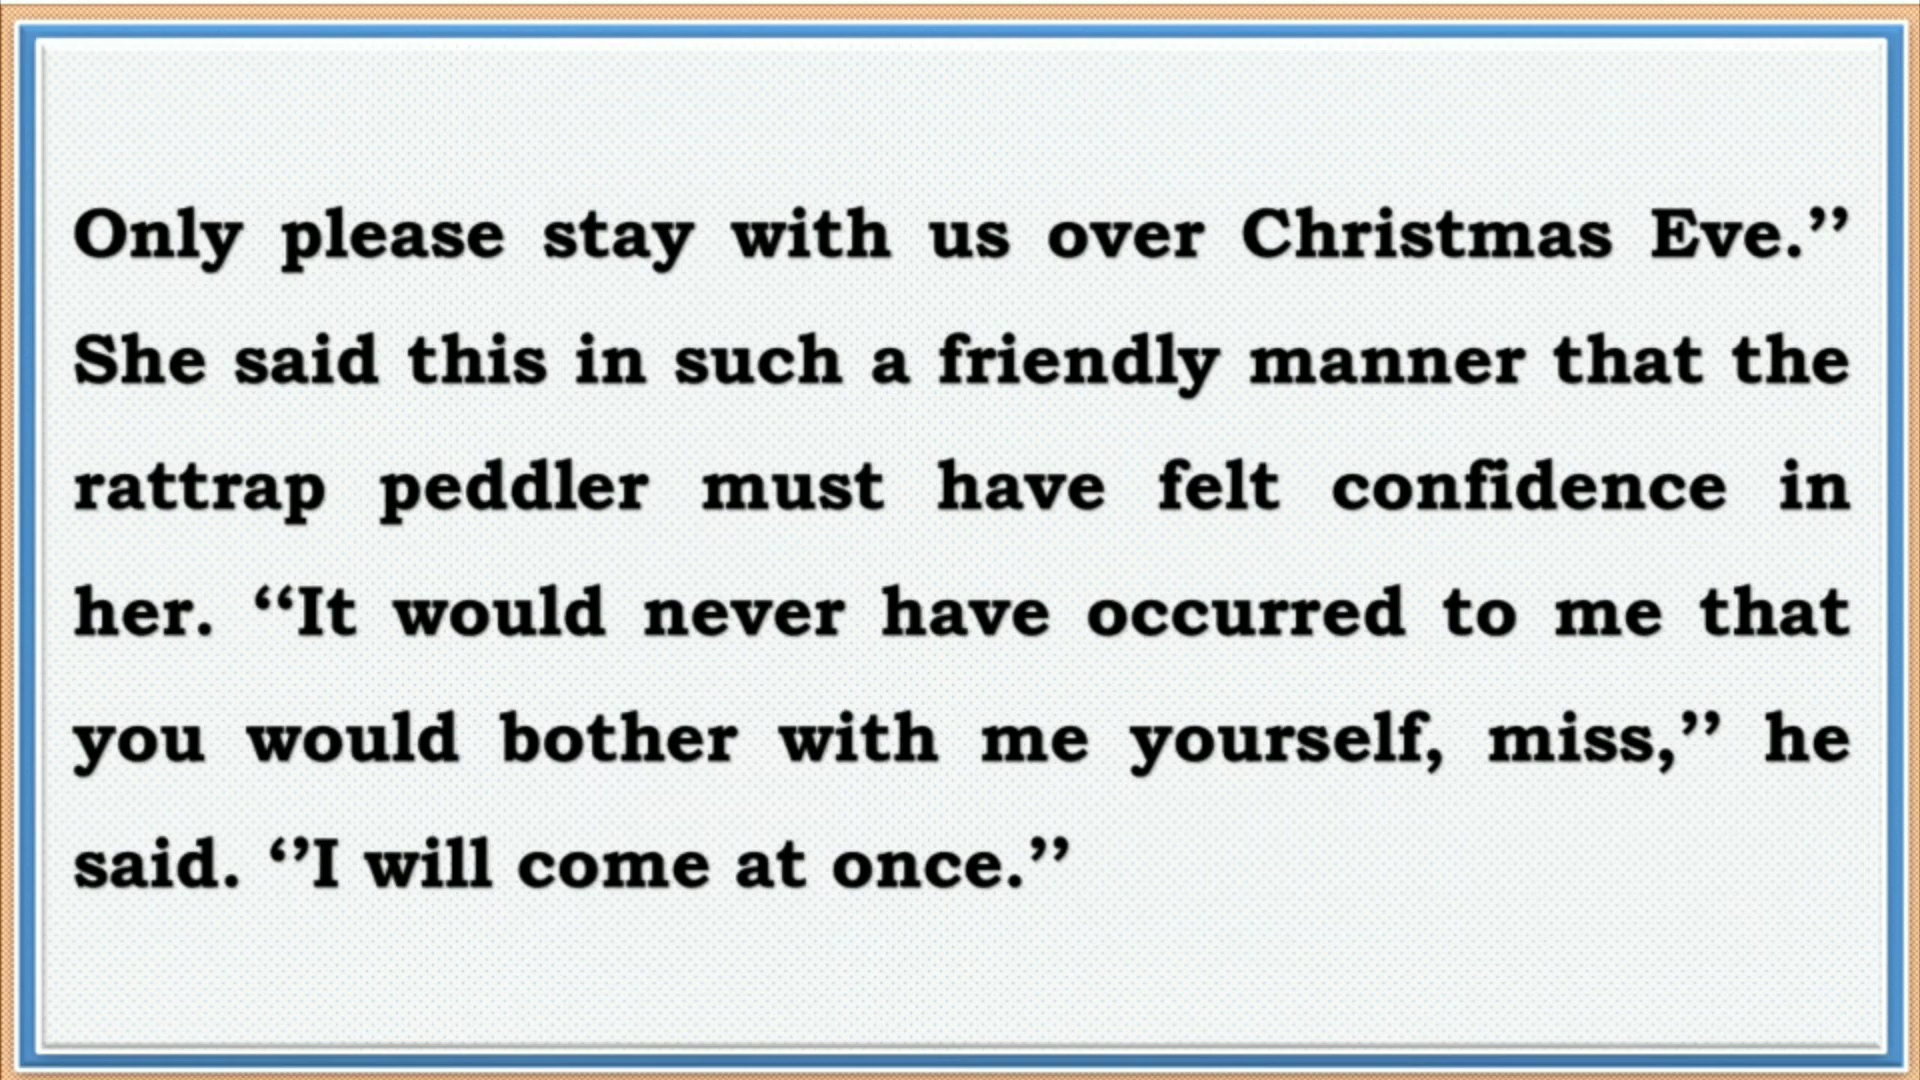 Only please stay with us over Christmas Eve.’’
She said this in such a friendly manner that the
rattrap peddler must have felt confidence in
her. ‘‘It would never have occurred to me that
you would bother with me yourself, miss,’’ he
said. ‘’I will come at once.’’